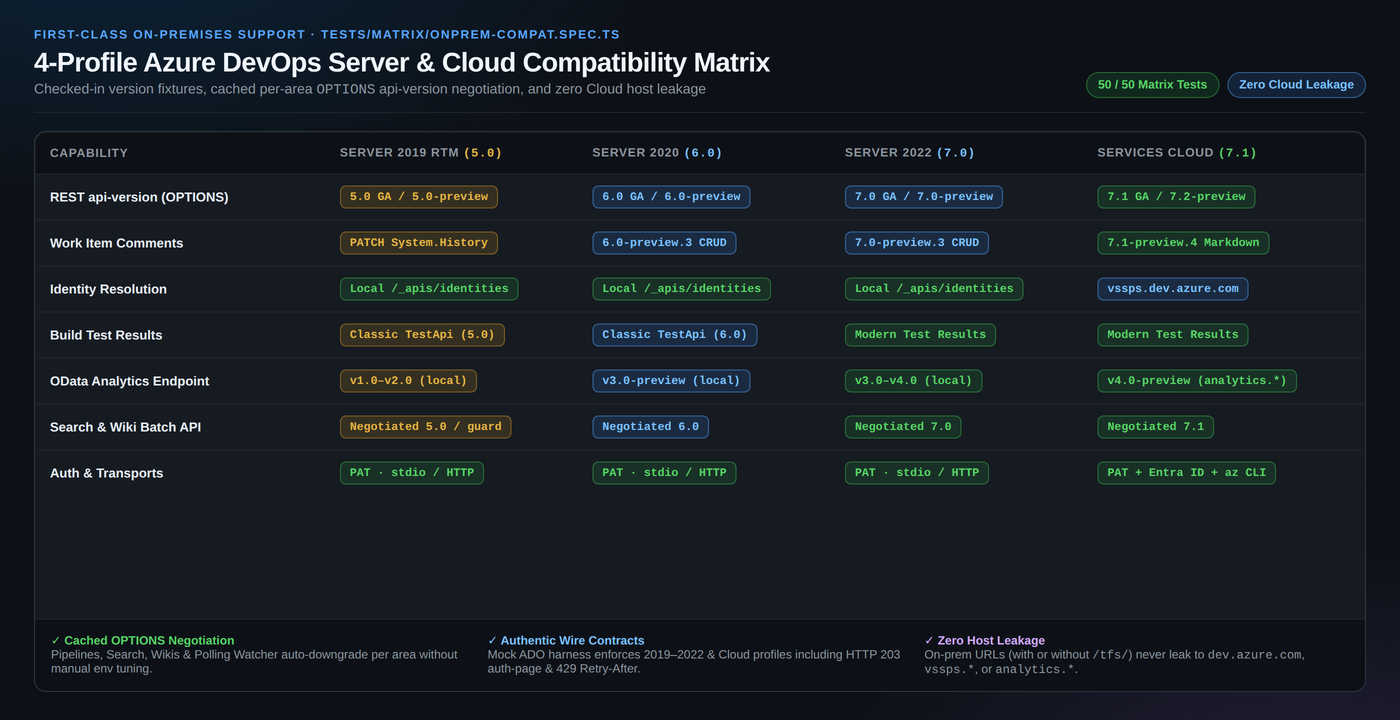 FIRST-CLASS ON-PREMISES SUPPORT · TESTS/MATRIX/ONPREM-COMPAT.SPEC.TS
4-Profile Azure DevOps Server & Cloud Compatibility Matrix
Checked-in version fixtures, cached per-area OPTIONS api-version negotiation, and zero Cloud host leakage
50 / 50 Matrix Tests
Zero Cloud Leakage
CAPABILITY SERVER 2019 RTM (5.0) SERVER 2020 (6.0) SERVER 2022 (7.0) SERVICES CLOUD (7.1)
REST api-version (OPTIONS) 5.0 GA / 5.0-preview 6.0 GA / 6.0-preview 7.0 GA / 7.0-preview 7.1 GA / 7.2-preview
Work Item Comments PATCH System.History 6.0-preview.3 CRUD 7.0-preview.3 CRUD 7.1-preview.4 Markdown
Identity Resolution Local /_apis/identities Local /_apis/identities Local /_apis/identities vssps.dev.azure.com
Build Test Results Classic TestApi (5.0) Classic TestApi (6.0) Modern Test Results Modern Test Results
OData Analytics Endpoint v1.0–v2.0 (local) v3.0-preview (local) v3.0–v4.0 (local) v4.0-preview (analytics.*)
Search & Wiki Batch API Negotiated 5.0 / guard Negotiated 6.0 Negotiated 7.0 Negotiated 7.1
Auth & Transports PAT · stdio / HTTP PAT · stdio / HTTP PAT · stdio / HTTP PAT + Entra ID + az CLI
✓ Cached OPTIONS Negotiation
Pipelines, Search, Wikis & Polling Watcher auto-downgrade per area without
manual env tuning.
✓ Authentic Wire Contracts
Mock ADO harness enforces 2019–2022 & Cloud profiles including HTTP 203
auth-page & 429 Retry-After.
✓ Zero Host Leakage
On-prem URLs (with or without /tfs/) never leak to dev.azure.com,
vssps.*, or analytics.*.